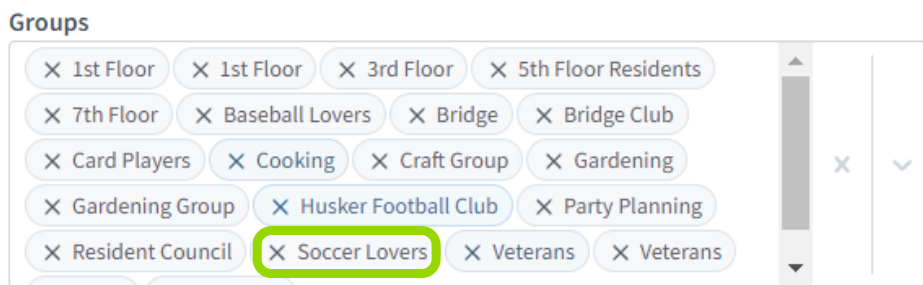 Groups
× 1st Floor × 1st Floor × 3rd Floor × 5th Floor Residents
× 7th Floor × Baseball Lovers × Bridge × Bridge Club
× Card Players × Cooking × Craft Group × Gardening
× Gardening Group × Husker Football Club × Party Planning
× Resident Council × Soccer Lovers × Veterans × Veterans